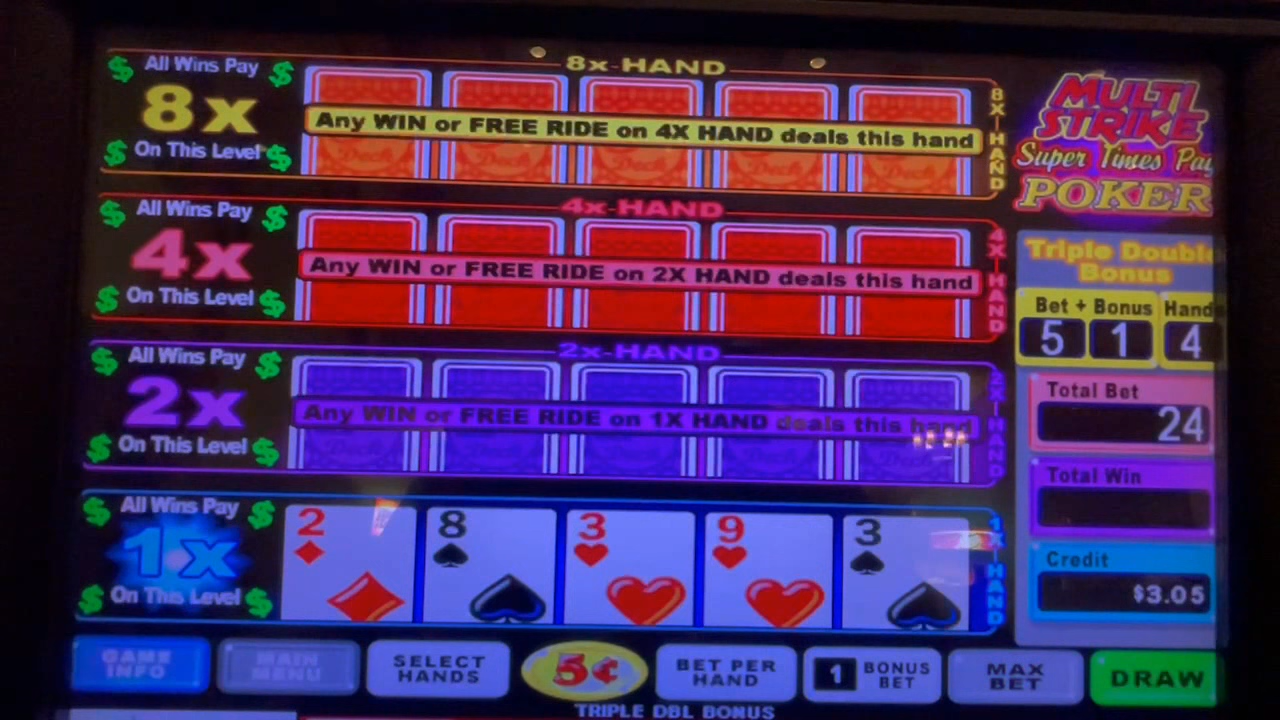 8x-HAND
All Wins Pay
8x
On This Level
Any WIN or FREE RIDE on 4X HAND deals this hand
8X-HAND
4x-HAND
All Wins Pay
4x
On This Level
Any WIN or FREE RIDE on 2X HAND deals this hand
4X-HAND
2x-HAND
All Wins Pay
2x
On This Level
Any WIN or FREE RIDE on 1X HAND deals this hand
2X-HAND
All Wins Pay
1x
On This Level
2
8
3
9
3
1X-HAND
MULTI
STRIKE
Super Times Pay
POKER
Triple Double
Bonus
Bet + Bonus Hands
5 1 4
Total Bet
24
Total Win
Credit
$3.05
GAME
INFO
MAIN
MENU
SELECT
HANDS
5¢
BET PER
HAND
1 BONUS
BET
MAX
BET
DRAW
TRIPLE DBL BONUS